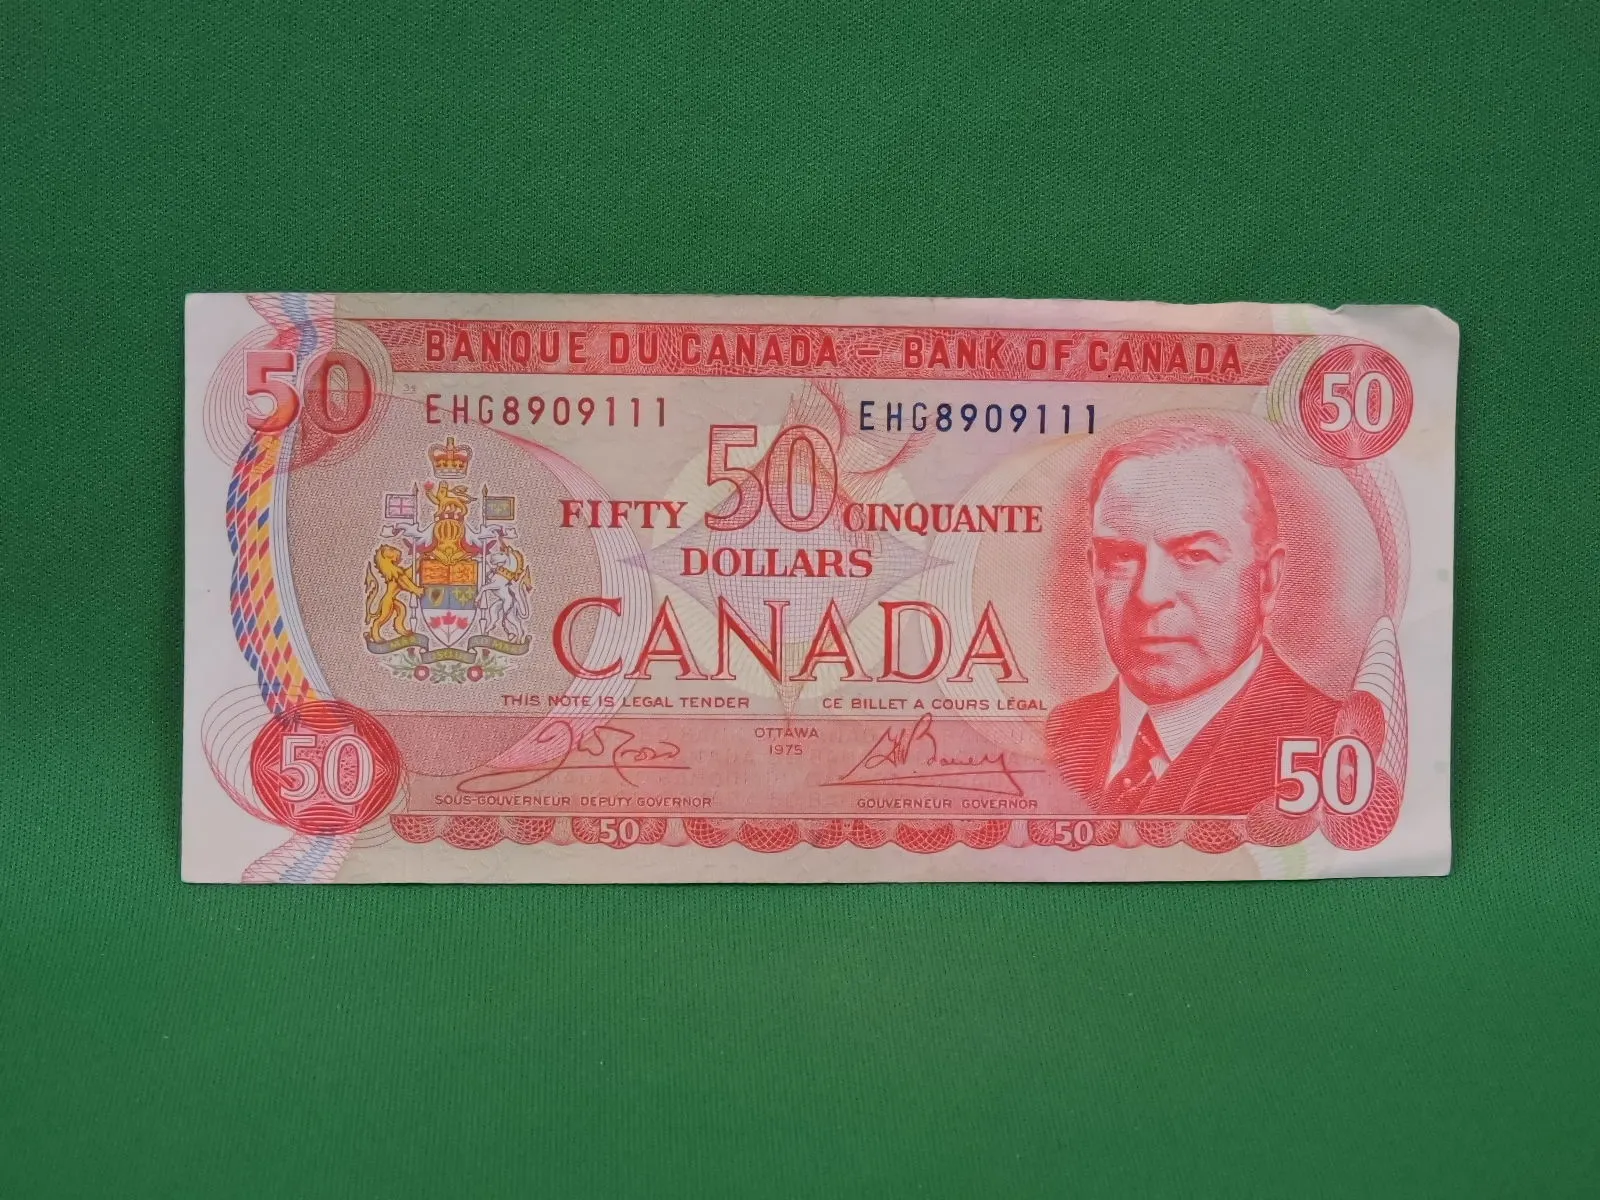 BANQUE DU CANADA – BANK OF CANADA
50
50
EHG8909111
EHG8909111
50
FIFTY
CINQUANTE
DOLLARS
CANADA
THIS NOTE IS LEGAL TENDER
CE BILLET A COURS LÉGAL
OTTAWA
1975
SOUS-GOUVERNEUR DEPUTY GOVERNOR
GOUVERNEUR GOVERNOR
50
50
50
50